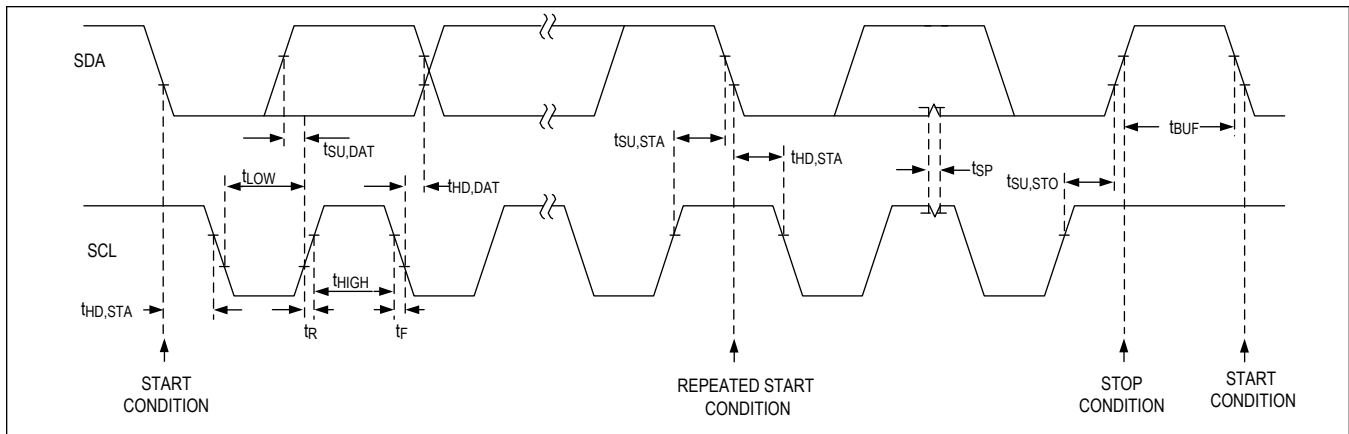 SDA
tSU,DAT
tLOW
tHD,DAT
tSU,STA
tHD,STA
tSP
tSU,STO
tBUF
SCL
tHD,STA
tHIGH
tR
tF
START
CONDITION
REPEATED START
CONDITION
STOP
CONDITION
START
CONDITION